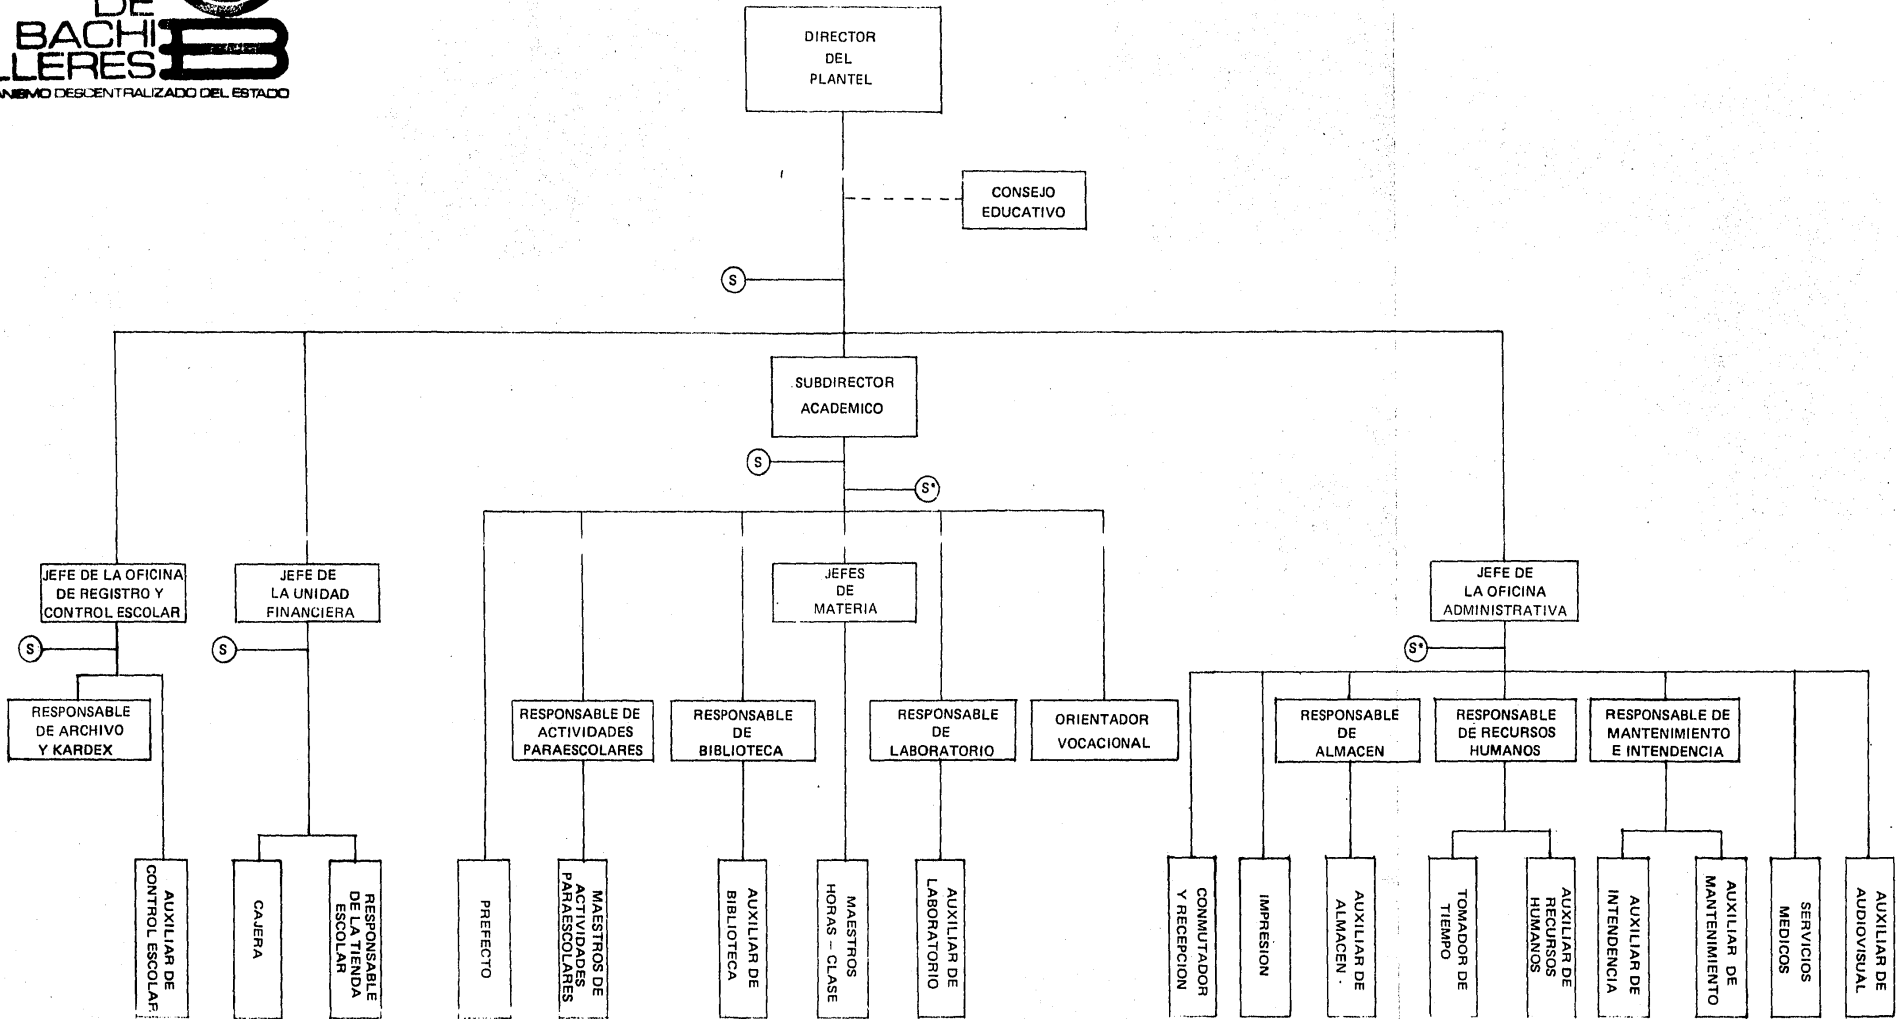 DE
BACHI
LLERES
DESCENTRALIZADO DEL ESTADO
DIRECTOR
DEL
PLANTEL
CONSEJO
EDUCATIVO
S
SUBDIRECTOR
ACADEMICO
S
S*
JEFE DE LA OFICINA
DE REGISTRO Y
CONTROL ESCOLAR
JEFE DE
LA UNIDAD
FINANCIERA
JEFES
DE
MATERIA
JEFE DE
LA OFICINA
ADMINISTRATIVA
S
S
S*
RESPONSABLE
DE ARCHIVO
Y KARDEX
RESPONSABLE DE
ACTIVIDADES
PARAESCOLARES
RESPONSABLE
DE
BIBLIOTECA
RESPONSABLE
DE
LABORATORIO
ORIENTADOR
VOCACIONAL
RESPONSABLE
DE
ALMACEN
RESPONSABLE
DE RECURSOS
HUMANOS
RESPONSABLE DE
MANTENIMIENTO
E INTENDENCIA
AUXILIAR DE
CONTROL ESCOLAR
CAJERA
RESPONSABLE
DE LA TIENDA
ESCOLAR
PREFECTO
MAESTROS DE
ACTIVIDADES
PARAESCOLARES
AUXILIAR DE
BIBLIOTECA
MAESTROS
HORAS - CLASE
AUXILIAR DE
LABORATORIO
CONMUTADOR
Y RECEPCION
IMPRESION
AUXILIAR DE
ALMACEN -
TOMADOR DE
TIEMPO
AUXILIAR DE
RECURSOS
HUMANOS
AUXILIAR DE
INTENDENCIA
AUXILIAR DE
MANTENIMIENTO
SERVICIOS
MEDICOS
AUXILIAR DE
AUDIOVISUAL